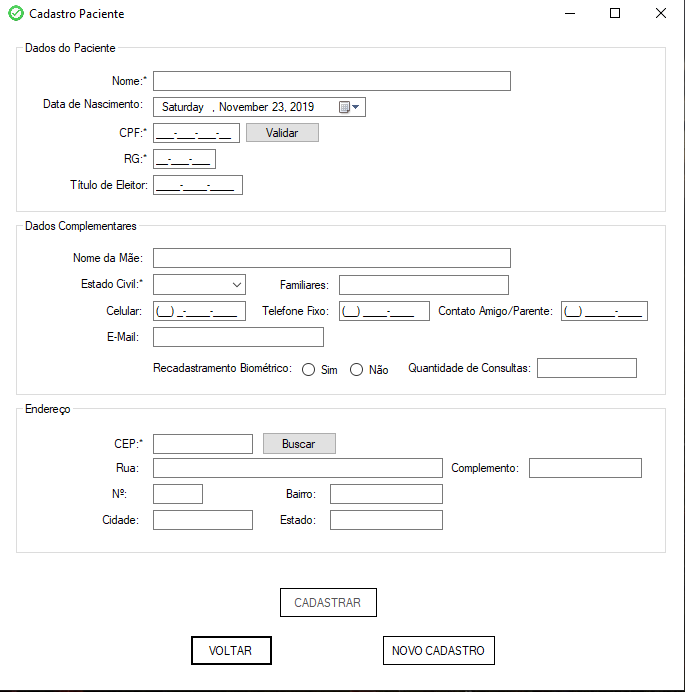 Cadastro Paciente
Dados do Paciente
Nome:*
Data de Nascimento: Saturday , November 23, 2019
CPF:* ___-___-___-__ Validar
RG:* __-___-___
Título de Eleitor: ____-____-____
Dados Complementares
Nome da Mãe:
Estado Civil:* Familiares:
Celular: (__) _-____-____ Telefone Fixo: (__) ____-____ Contato Amigo/Parente: (__) _____-____
E-Mail:
Recadastramento Biométrico: Sim Não Quantidade de Consultas:
Endereço
CEP:* Buscar
Rua: Complemento:
Nº: Bairro:
Cidade: Estado:
CADASTRAR
VOLTAR NOVO CADASTRO